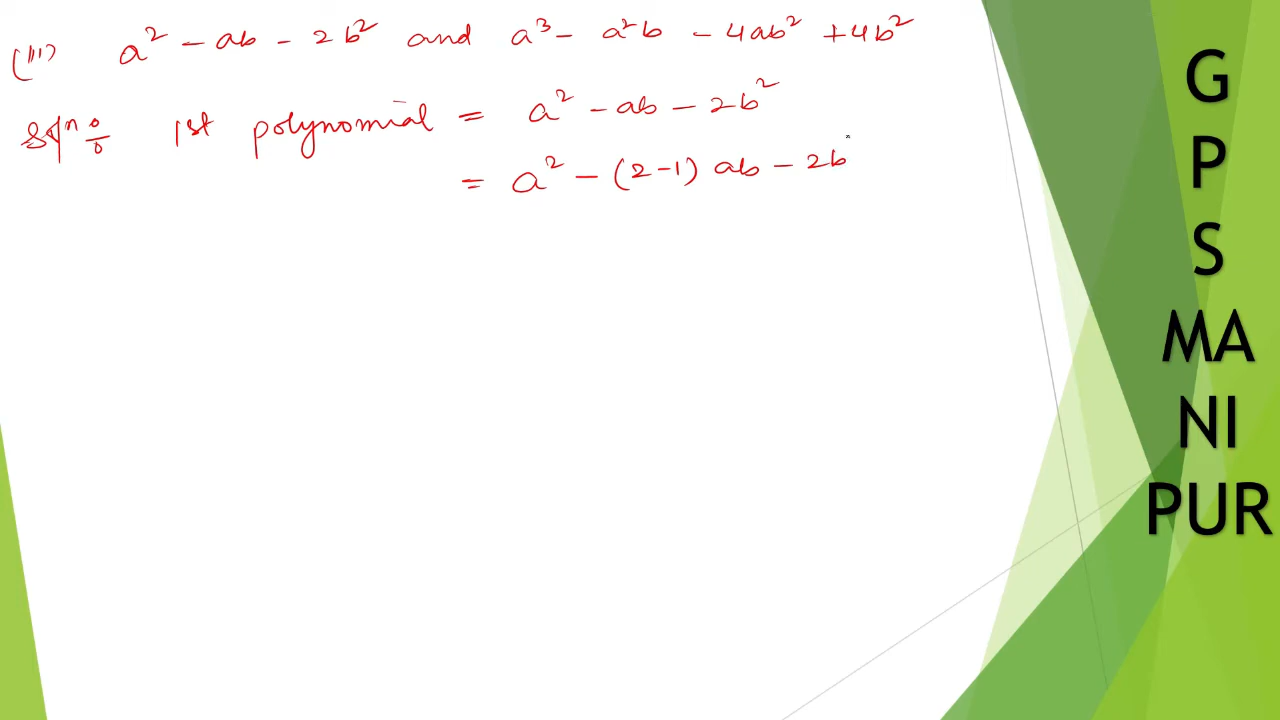 (III) a² - ab - 2b² and a³ - a²b - 4ab² + 4b²
Solⁿ: 1st polynomial = a² - ab - 2b²
= a² - (2-1) ab - 2b
G
P
S
MA
NI
PUR